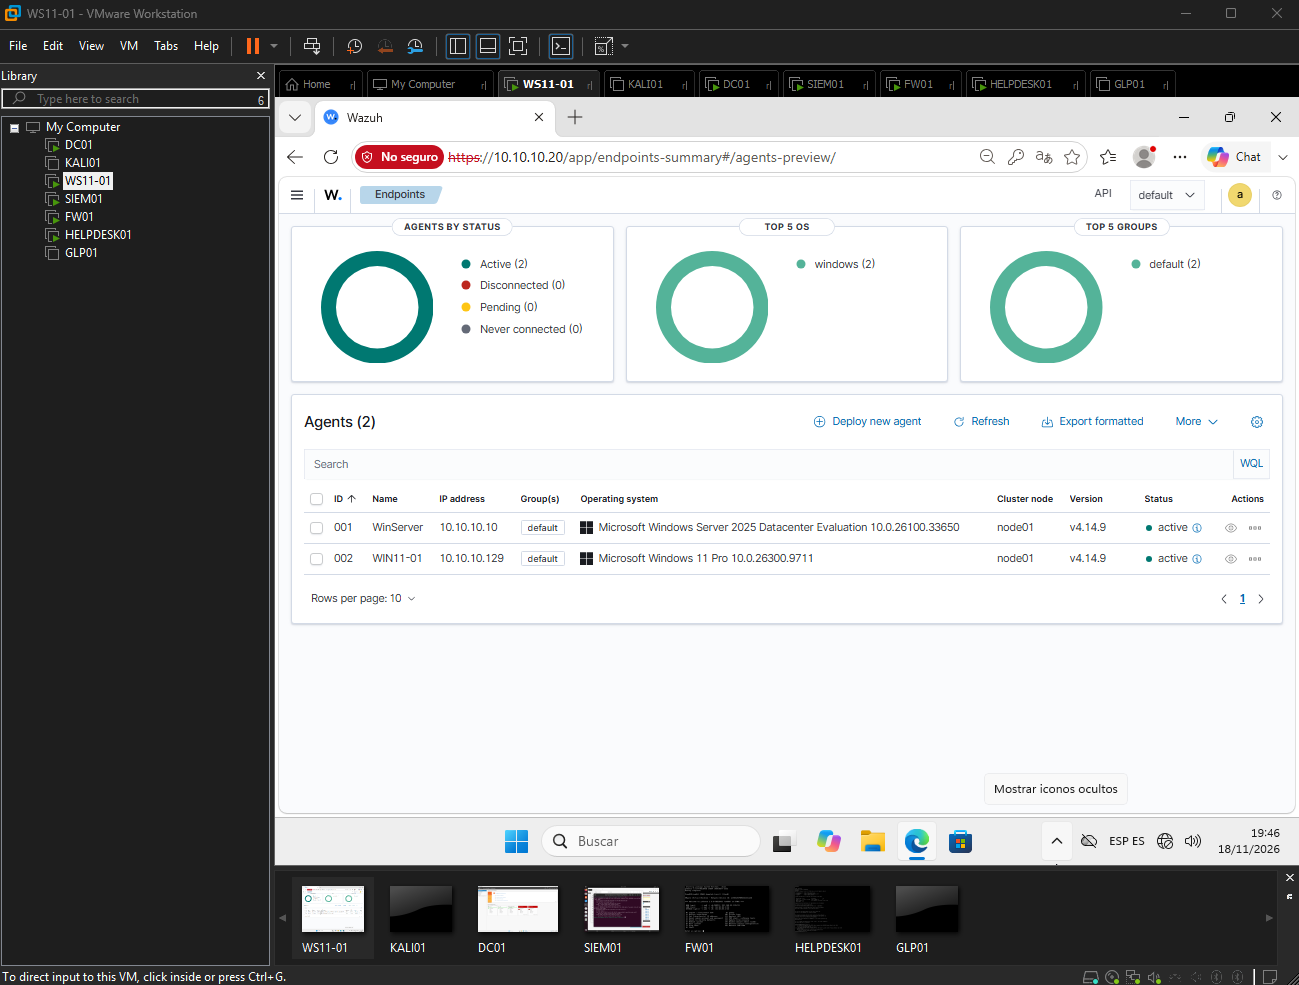 WS11-01 - VMware Workstation
File Edit View VM Tabs Help
Library
Type here to search 6
My Computer
DC01
KALI01
WS11-01
SIEM01
FW01
HELPDESK01
GLP01
Home My Computer WS11-01 KALI01 DC01 SIEM01 FW01 HELPDESK01 GLP01
Wazuh
No seguro https://10.10.10.20/app/endpoints-summary#/agents-preview/ Chat
W. Endpoints API default a
AGENTS BY STATUS
Active (2)
Disconnected (0)
Pending (0)
Never connected (0)
TOP 5 OS
windows (2)
TOP 5 GROUPS
default (2)
Agents (2) Deploy new agent Refresh Export formatted More
Search WQL
ID Name IP address Group(s) Operating system Cluster node Version Status Actions
001 WinServer 10.10.10.10 default Microsoft Windows Server 2025 Datacenter Evaluation 10.0.26100.33650 node01 v4.14.9 active
002 WIN11-01 10.10.10.129 default Microsoft Windows 11 Pro 10.0.26300.9711 node01 v4.14.9 active
Rows per page: 10 1
Mostrar iconos ocultos
Buscar ESP ES 19:46
18/11/2026
WS11-01 KALI01 DC01 SIEM01 FW01 HELPDESK01 GLP01
To direct input to this VM, click inside or press Ctrl+G.